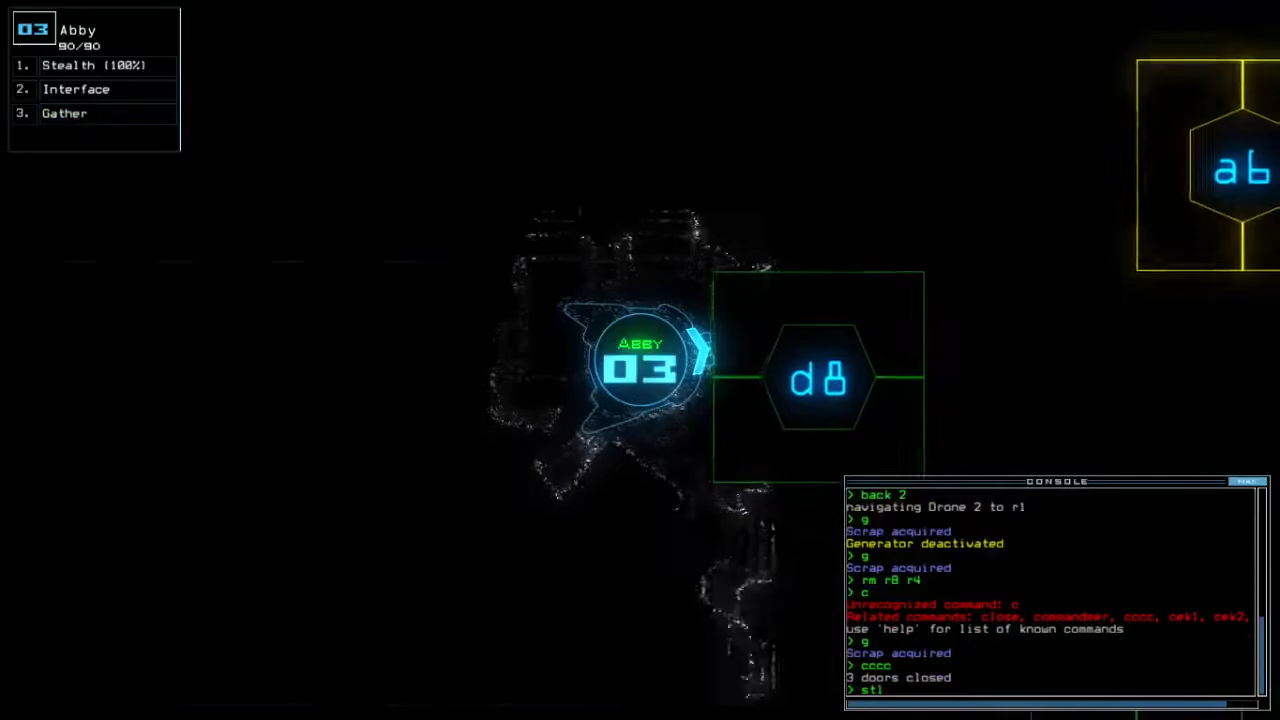 03 Abby
90/90
1. Stealth (100%)
2. Interface
3. Gather
ab
ABBY
03
d8
CONSOLE
> back 2
navigating Drone 2 to r1
> g
Scrap acquired
Generator deactivated
> g
Scrap acquired
> rm r8 r4
> c
Unrecognized command: c
Related commands: close, commandeer, cccc, cek1, cek2,
use 'help' for list of known commands
> g
Scrap acquired
> cccc
3 doors closed
> stl